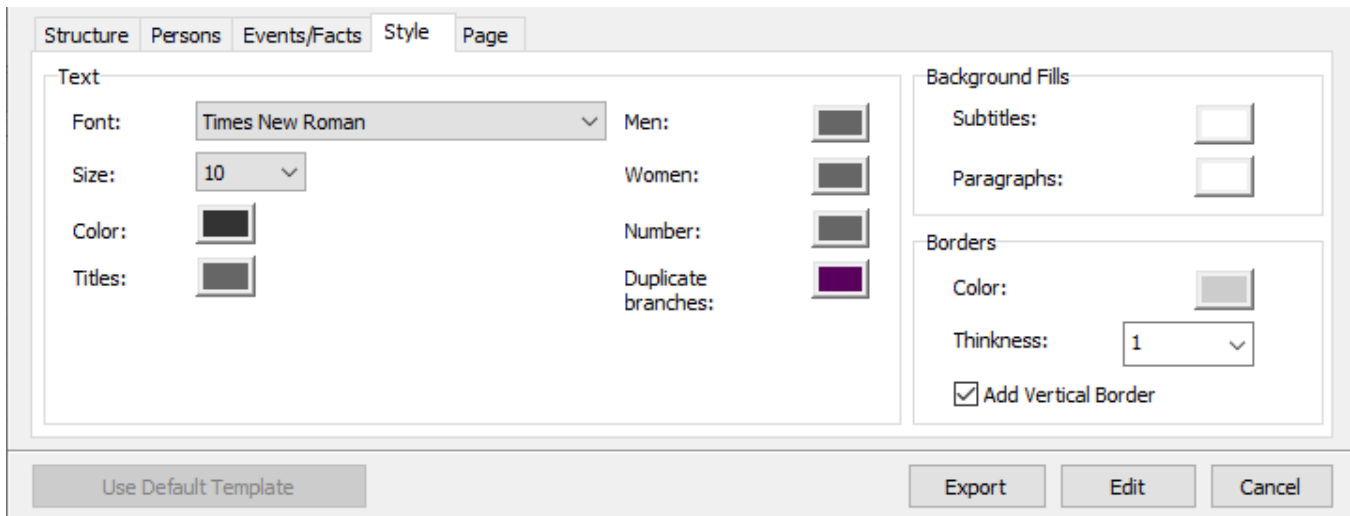 Structure Persons Events/Facts Style Page
Text
Font: Times New Roman
Size: 10
Color:
Titles:
Men:
Women:
Number:
Duplicate
branches:
Background Fills
Subtitles:
Paragraphs:
Borders
Color:
Thinkness: 1
Add Vertical Border
Use Default Template Export Edit Cancel